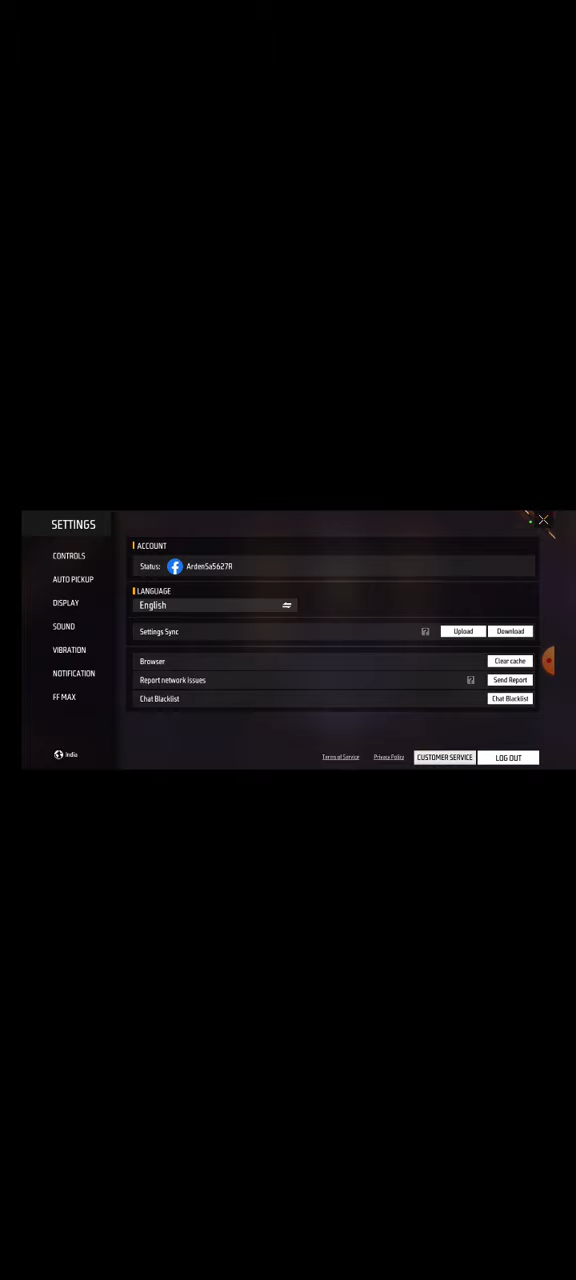 SETTINGS
CONTROLS
AUTO PICKUP
DISPLAY
SOUND
VIBRATION
NOTIFICATION
FF MAX
India
ACCOUNT
Status: ArdenSa5627R
LANGUAGE
English
Settings Sync ? Upload Download
Browser Clear cache
Report network issues ? Send Report
Chat Blacklist Chat Blacklist
Terms of Service Privacy Policy CUSTOMER SERVICE LOG OUT